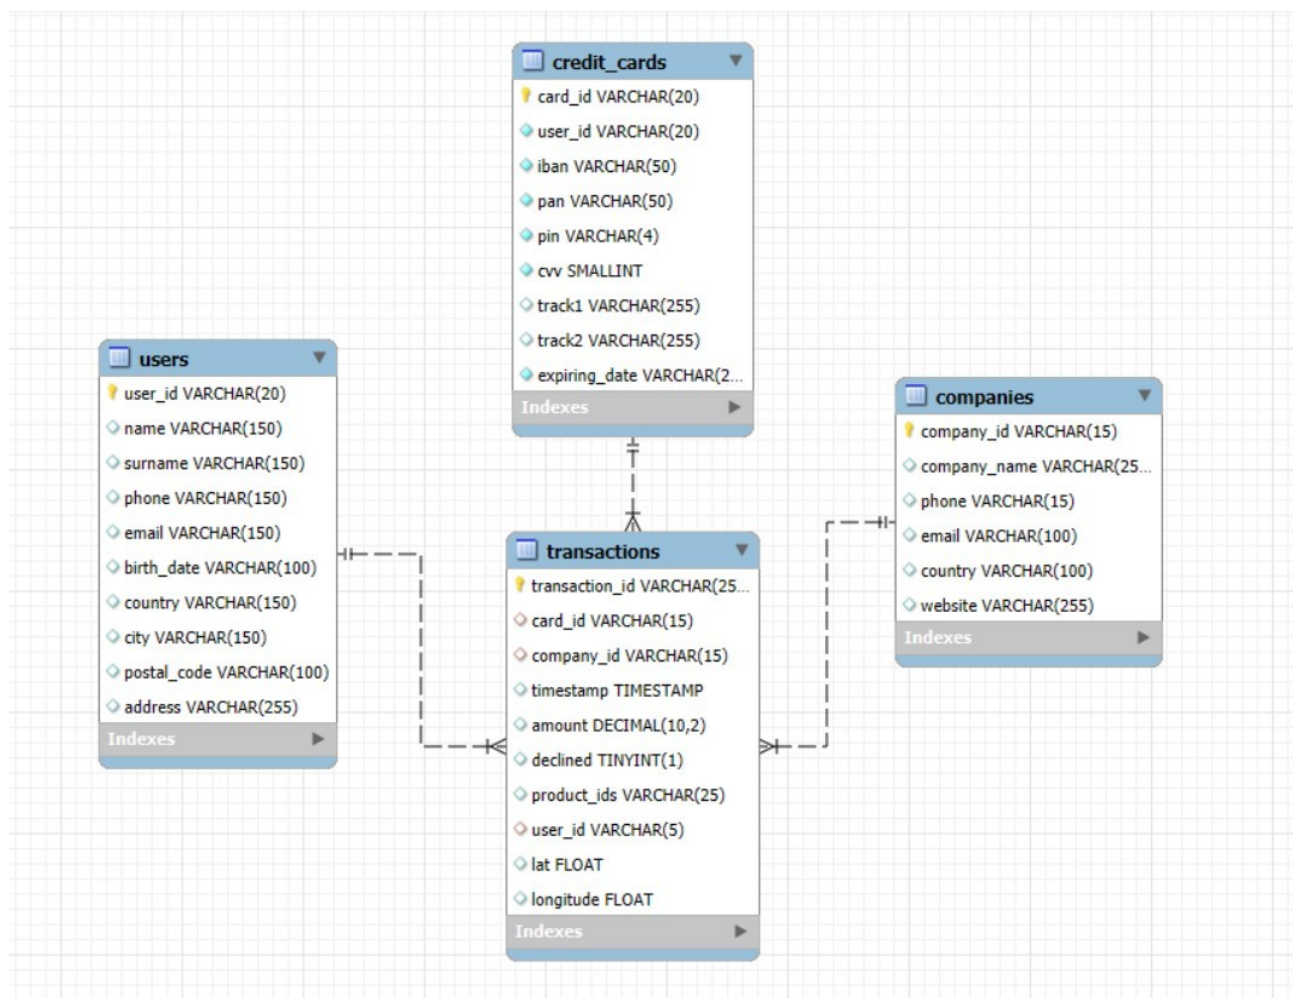 credit_cards
card_id VARCHAR(20)
user_id VARCHAR(20)
iban VARCHAR(50)
pan VARCHAR(50)
pin VARCHAR(4)
cvv SMALLINT
track1 VARCHAR(255)
track2 VARCHAR(255)
expiring_date VARCHAR(2...
Indexes
users
user_id VARCHAR(20)
name VARCHAR(150)
surname VARCHAR(150)
phone VARCHAR(150)
email VARCHAR(150)
birth_date VARCHAR(100)
country VARCHAR(150)
city VARCHAR(150)
postal_code VARCHAR(100)
address VARCHAR(255)
Indexes
transactions
transaction_id VARCHAR(25...
card_id VARCHAR(15)
company_id VARCHAR(15)
timestamp TIMESTAMP
amount DECIMAL(10,2)
declined TINYINT(1)
product_ids VARCHAR(25)
user_id VARCHAR(5)
lat FLOAT
longitude FLOAT
Indexes
companies
company_id VARCHAR(15)
company_name VARCHAR(25...
phone VARCHAR(15)
email VARCHAR(100)
country VARCHAR(100)
website VARCHAR(255)
Indexes